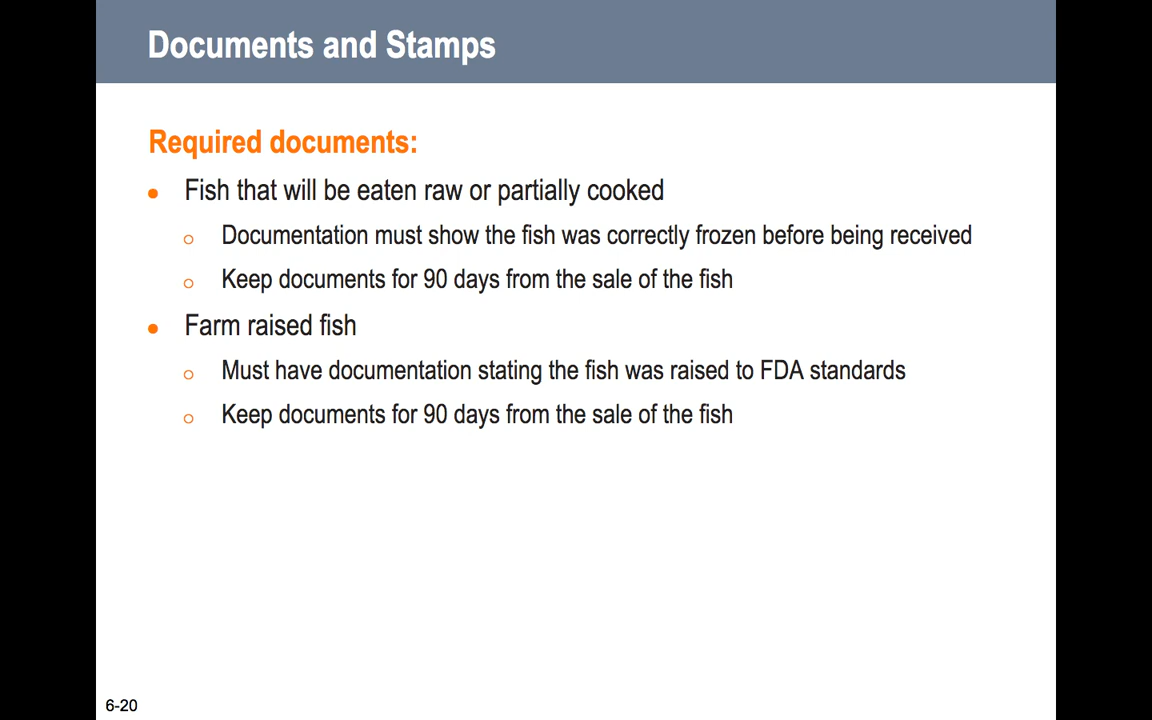 Documents and Stamps
Required documents:
Fish that will be eaten raw or partially cooked
Documentation must show the fish was correctly frozen before being received
Keep documents for 90 days from the sale of the fish
Farm raised fish
Must have documentation stating the fish was raised to FDA standards
Keep documents for 90 days from the sale of the fish
6-20